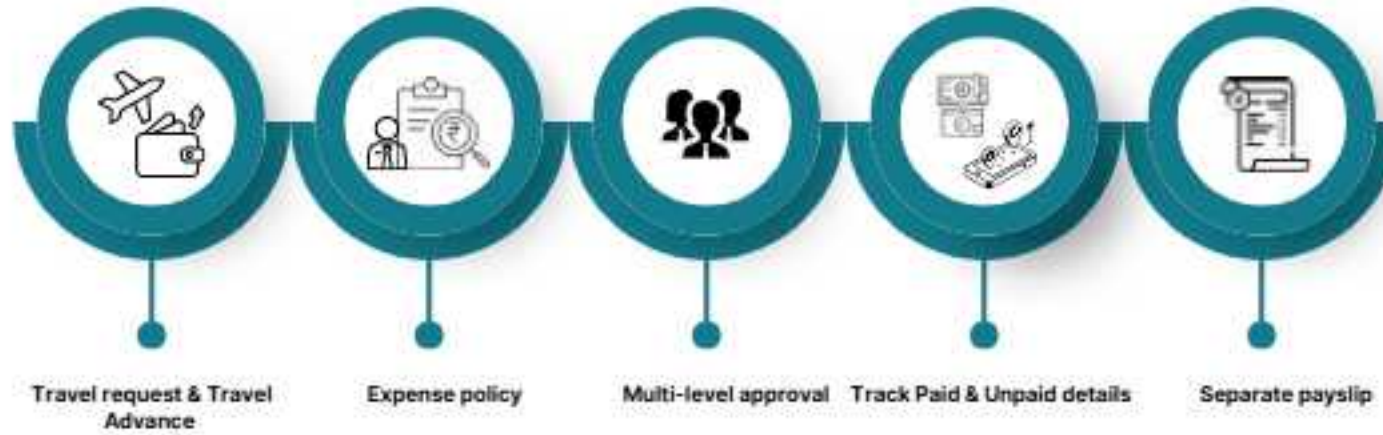 Travel request & Travel
Advance
Expense policy
Multi-level approval
Track Paid & Unpaid details
Separate payslip